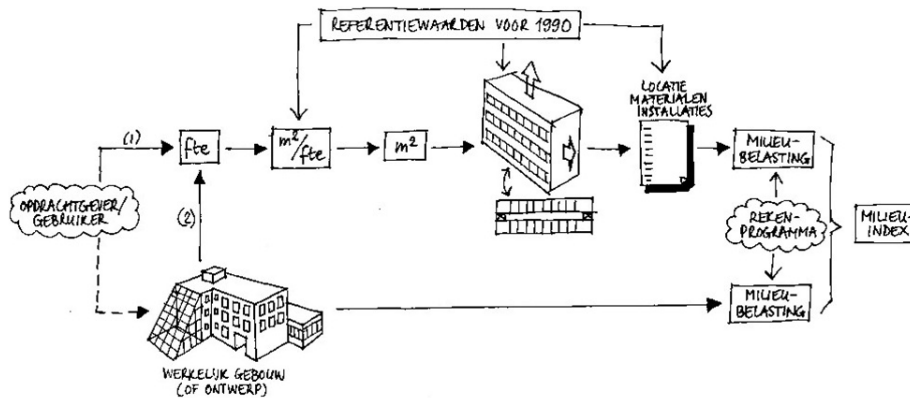 REFERENTIEWAARDEN VOOR 1990
LOCATIE
MATERIALEN
INSTALLATIES
(1)
fte
m²/fte
m²
MILIEU-
BELASTING
OPDRACHTGEVER/
GEBRUIKER
(2)
REKEN-
PROGRAMMA
MILIEU-
INDEX
MILIEU-
BELASTING
WERKELIJK GEBOUW
(OF ONTWERP)